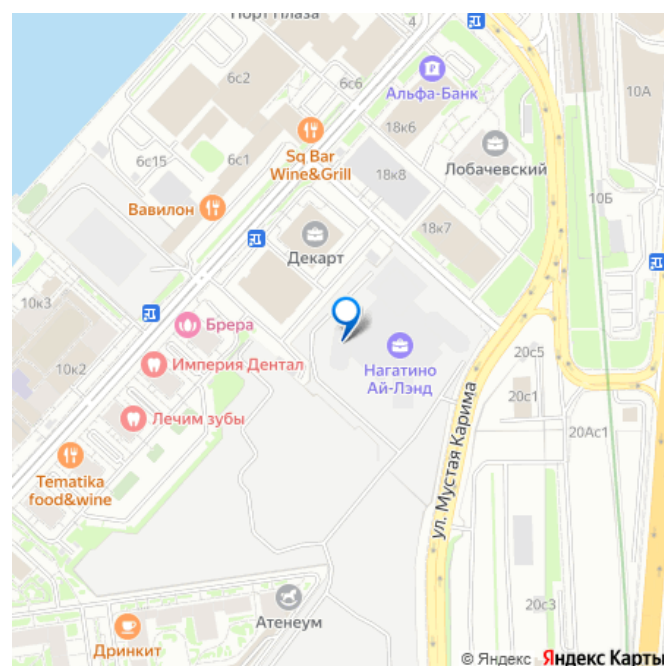 Порт Плаза
6с2
6с6
Альфа-Банк
10А
18к6
Sq Bar
Wine&Grill
6с1
6с15
Лобачевский
18к8
10Б
Вавилон
18к7
Декарт
10к3
Брера
10к2
Империя Дентал
Нагатино
Ай-Лэнд
20с5
20с1
Лечим зубы
20Ас1
ул. Мустая Карима
Tematika
food&wine
20с3
Атенеум
Дринкит
© Яндекс Яндекс Карты